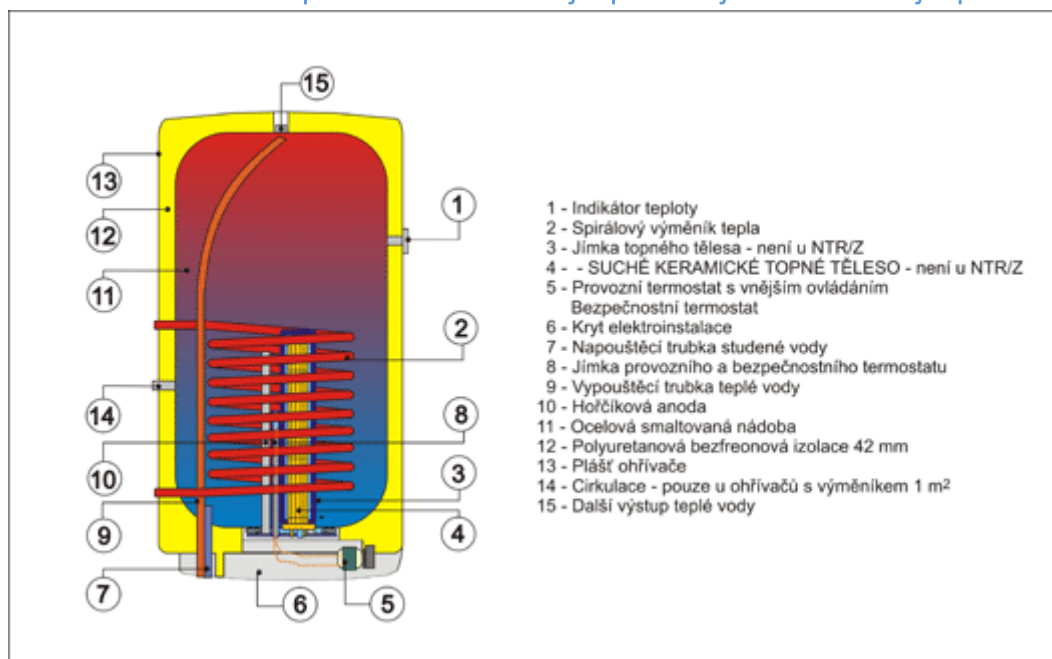 15
13
12
11
1
2
14
8
10
3
9
4
7
6
5
1 - Indikátor teploty
2 - Spirálový výměník tepla
3 - Jímka topného tělesa - není u NTR/Z
4 - - SUCHÉ KERAMICKÉ TOPNÉ TĚLESO - není u NTR/Z
5 - Provozní termostat s vnějším ovládáním
Bezpečnostní termostat
6 - Kryt elektroinstalace
7 - Napouštěcí trubka studené vody
8 - Jímka provozního a bezpečnostního termostatu
9 - Vypouštěcí trubka teplé vody
10 - Hořčíková anoda
11 - Ocelová smaltovaná nádoba
12 - Polyuretanová bezfreonová izolace 42 mm
13 - Plášť ohřívače
14 - Cirkulace - pouze u ohřívačů s výměníkem 1 m²
15 - Další výstup teplé vody